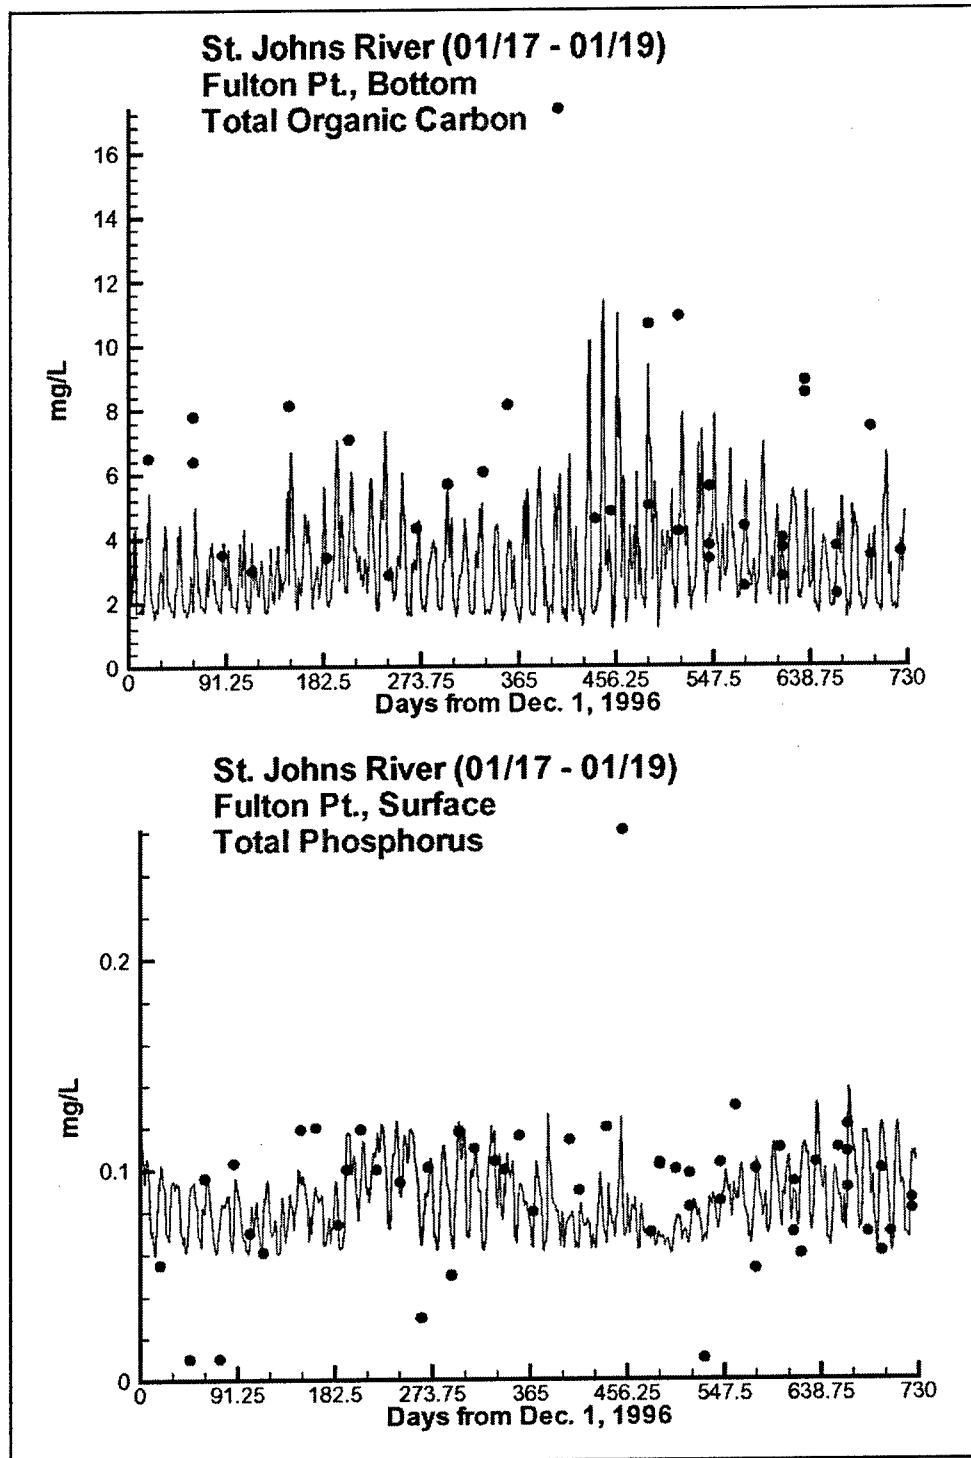 St. Johns River (01/17 - 01/19)
Fulton Pt., Bottom
Total Organic Carbon
16
14
12
10
8
6
4
2
0
mg/L
0 91.25 182.5 273.75 365 456.25 547.5 638.75 730
Days from Dec. 1, 1996
St. Johns River (01/17 - 01/19)
Fulton Pt., Surface
Total Phosphorus
0.2
0.1
0
mg/L
0 91.25 182.5 273.75 365 456.25 547.5 638.75 730
Days from Dec. 1, 1996